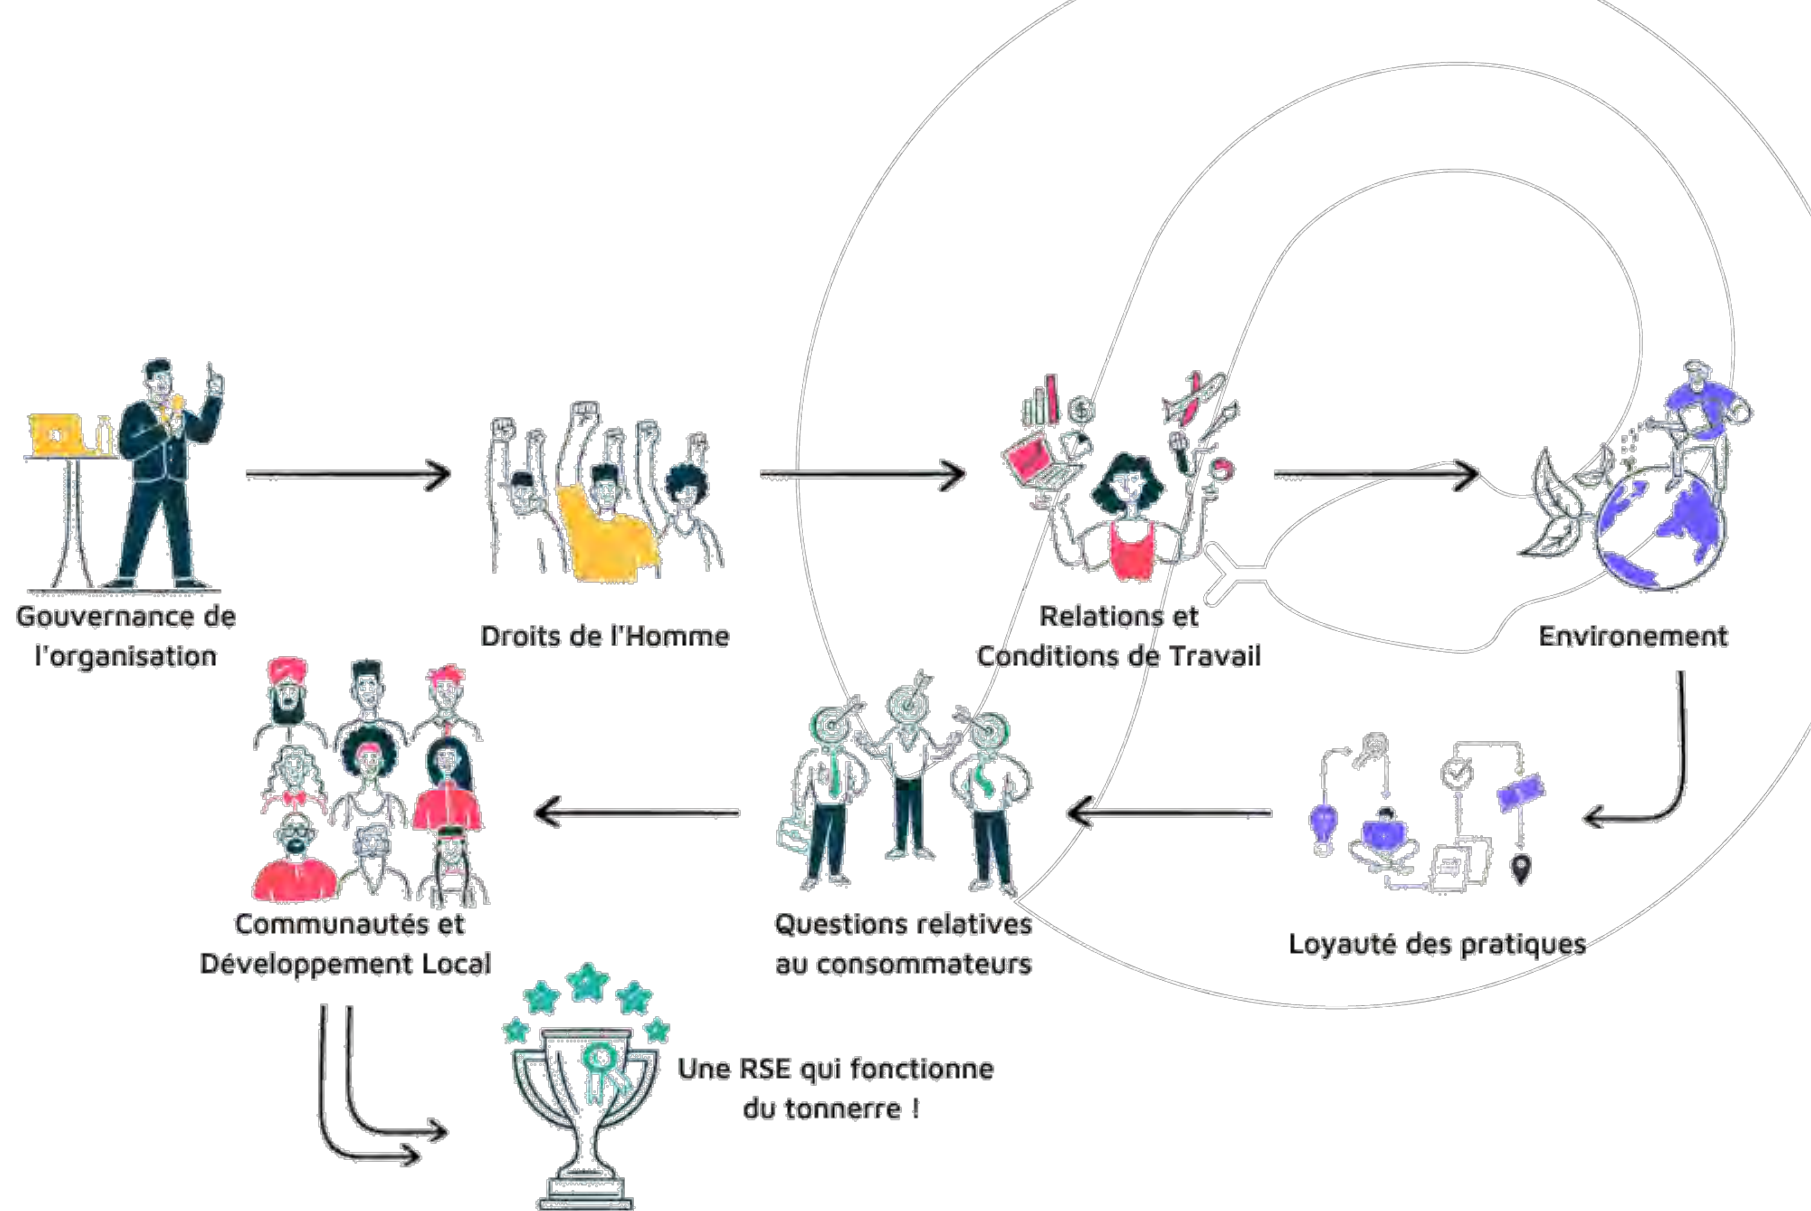 Gouvernance de
l'organisation
Droits de l'Homme
Relations et
Conditions de Travail
Environement
Loyauté des pratiques
Questions relatives
au consommateurs
Communautés et
Développement Local
Une RSE qui fonctionne
du tonnerre !